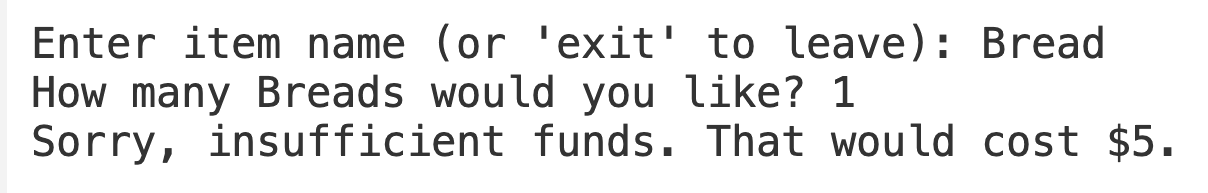 Enter item name (or 'exit' to leave): Bread
How many Breads would you like? 1
Sorry, insufficient funds. That would cost $5.